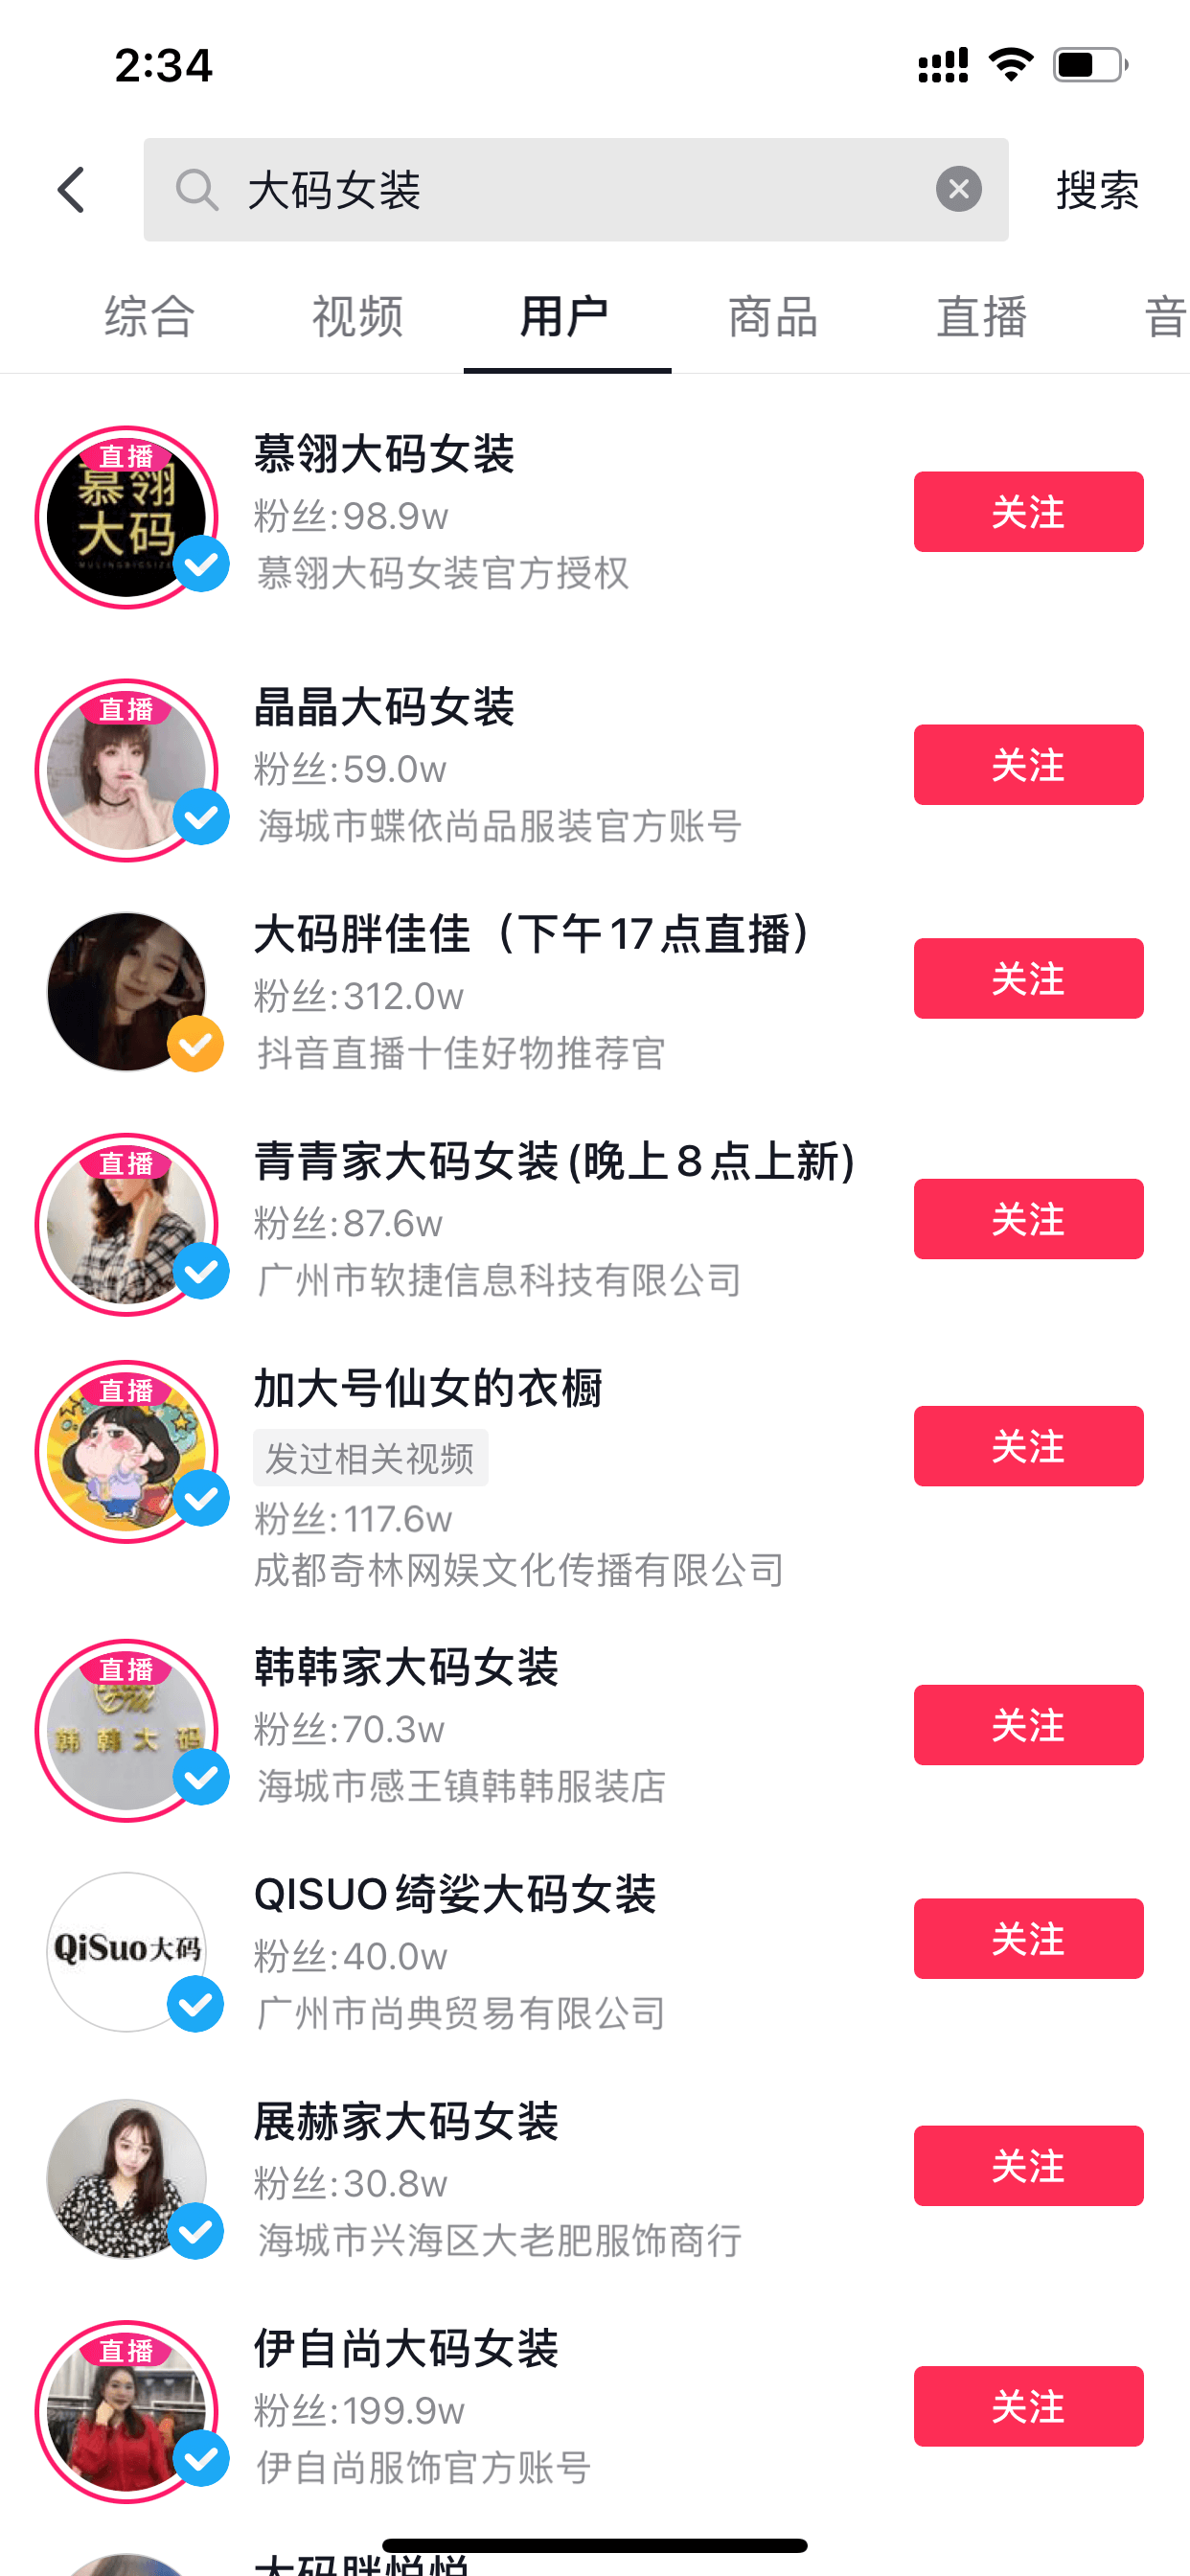 2:34
大码女装
搜索
综合 视频 用户 商品 直播 音
直播
慕翎
大码
MULINGBIGSIZE
慕翎大码女装
粉丝:98.9w
慕翎大码女装官方授权
关注
直播
晶晶大码女装
粉丝:59.0w
海城市蝶依尚品服装官方账号
关注
大码胖佳佳（下午17点直播）
粉丝:312.0w
抖音直播十佳好物推荐官
关注
直播
青青家大码女装(晚上8点上新)
粉丝:87.6w
广州市软捷信息科技有限公司
关注
直播
加大号仙女的衣橱
发过相关视频
粉丝:117.6w
成都奇林网娱文化传播有限公司
关注
直播
韩韩大码
韩韩家大码女装
粉丝:70.3w
海城市感王镇韩韩服装店
关注
QiSuo大码
QISUO绮娑大码女装
粉丝:40.0w
广州市尚典贸易有限公司
关注
展赫家大码女装
粉丝:30.8w
海城市兴海区大老肥服饰商行
关注
直播
伊自尚大码女装
粉丝:199.9w
伊自尚服饰官方账号
关注
大码胖悦悦